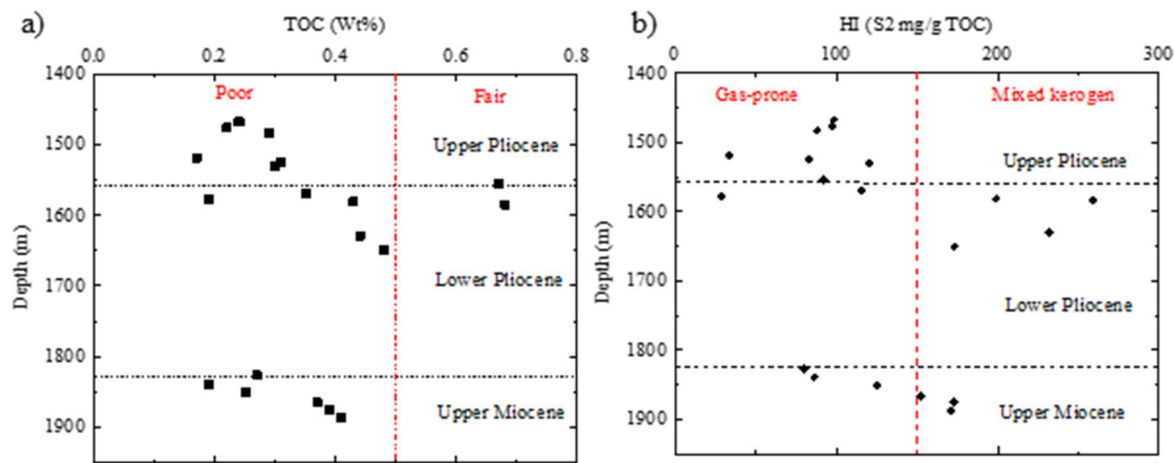 a)
TOC (Wt%)
0.0 0.2 0.4 0.6 0.8
1400
1500
1600
1700
1800
1900
Depth (m)
Poor
Fair
Upper Pliocene
Lower Pliocene
Upper Miocene
b)
HI (S2 mg/g TOC)
0 100 200 300
1400
1500
1600
1700
1800
1900
Depth (m)
Gas-prone
Mixed kerogen
Upper Pliocene
Lower Pliocene
Upper Miocene